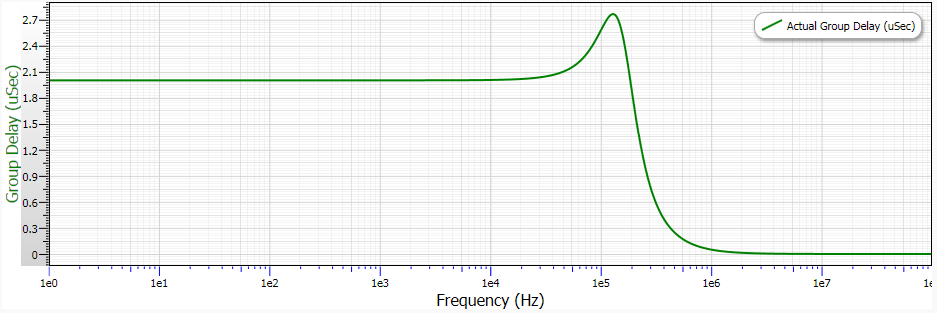 Actual Group Delay (uSec)
Group Delay (uSec)
2.7
2.4
2.1
1.8
1.5
1.2
0.9
0.6
0.3
0
1e0
1e1
1e2
1e3
1e4
1e5
1e6
1e7
Frequency (Hz)